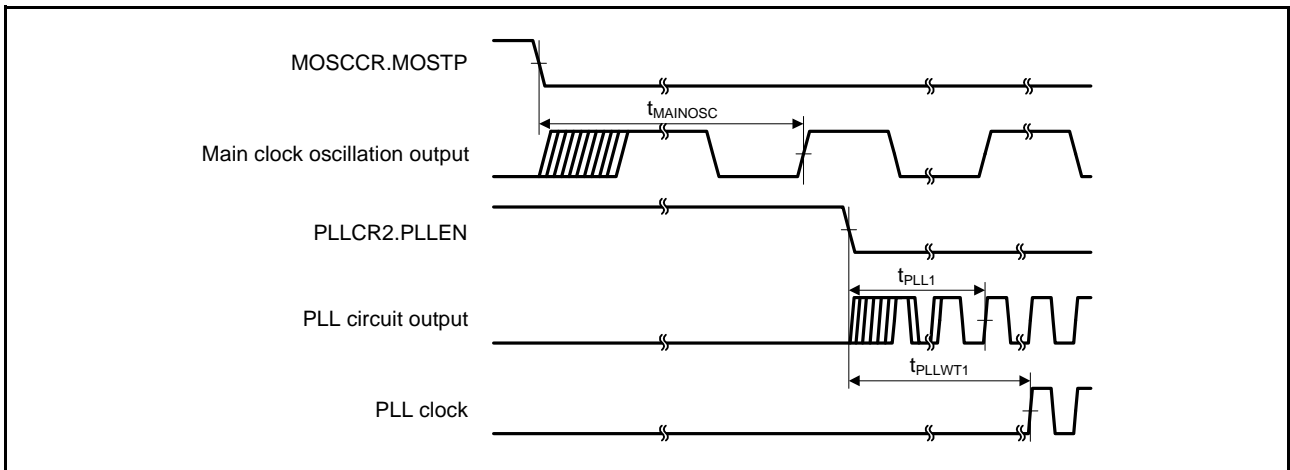 MOSCCR.MOSTP
tMAINOSC
Main clock oscillation output
PLLCR2.PLLEN
tPLL1
PLL circuit output
tPLLWT1
PLL clock